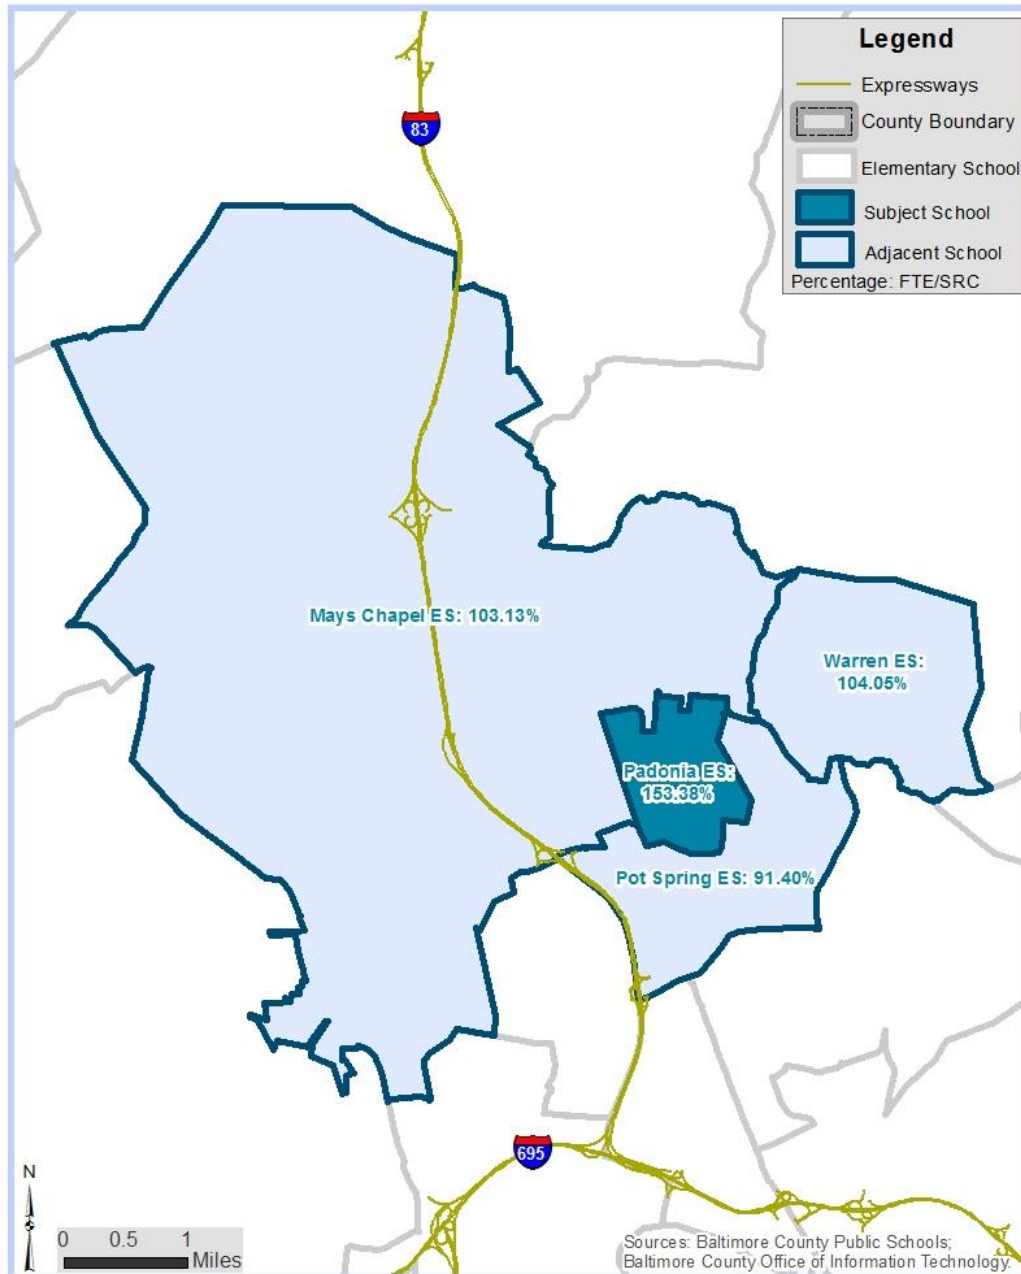 Legend
Expressways
County Boundary
Elementary School
Subject School
Adjacent School
Percentage: FTE/SRC
83
Mays Chapel ES: 103.13%
Warren ES:
104.05%
Padonia ES:
153.38%
Pot Spring ES: 91.40%
695
N
0 0.5 1
Miles
Sources: Baltimore County Public Schools;
Baltimore County Office of Information Technology.